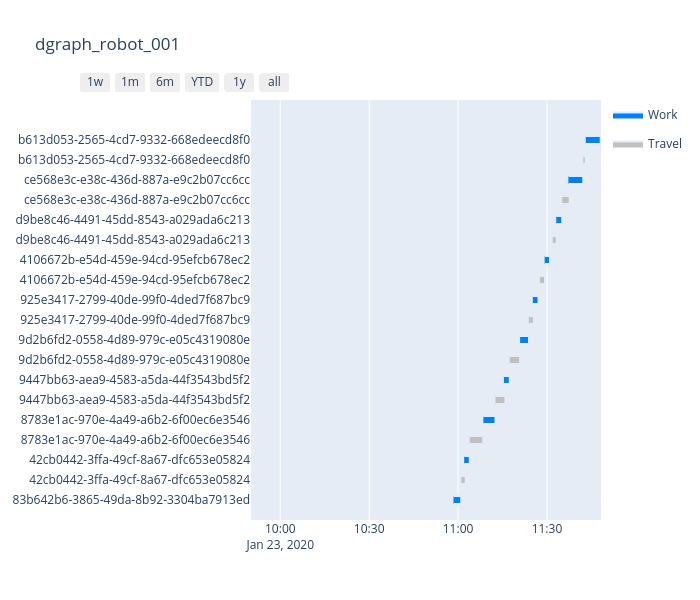 dgraph_robot_001
1w 1m 6m YTD 1y all
Work
Travel
b613d053-2565-4cd7-9332-668edeecd8f0
b613d053-2565-4cd7-9332-668edeecd8f0
ce568e3c-e38c-436d-887a-e9c2b07cc6cc
ce568e3c-e38c-436d-887a-e9c2b07cc6cc
d9be8c46-4491-45dd-8543-a029ada6c213
d9be8c46-4491-45dd-8543-a029ada6c213
4106672b-e54d-459e-94cd-95efcb678ec2
4106672b-e54d-459e-94cd-95efcb678ec2
925e3417-2799-40de-99f0-4ded7f687bc9
925e3417-2799-40de-99f0-4ded7f687bc9
9d2b6fd2-0558-4d89-979c-e05c4319080e
9d2b6fd2-0558-4d89-979c-e05c4319080e
9447bb63-aea9-4583-a5da-44f3543bd5f2
9447bb63-aea9-4583-a5da-44f3543bd5f2
8783e1ac-970e-4a49-a6b2-6f00ec6e3546
8783e1ac-970e-4a49-a6b2-6f00ec6e3546
42cb0442-3ffa-49cf-8a67-dfc653e05824
42cb0442-3ffa-49cf-8a67-dfc653e05824
83b642b6-3865-49da-8b92-3304ba7913ed
10:00 10:30 11:00 11:30
Jan 23, 2020